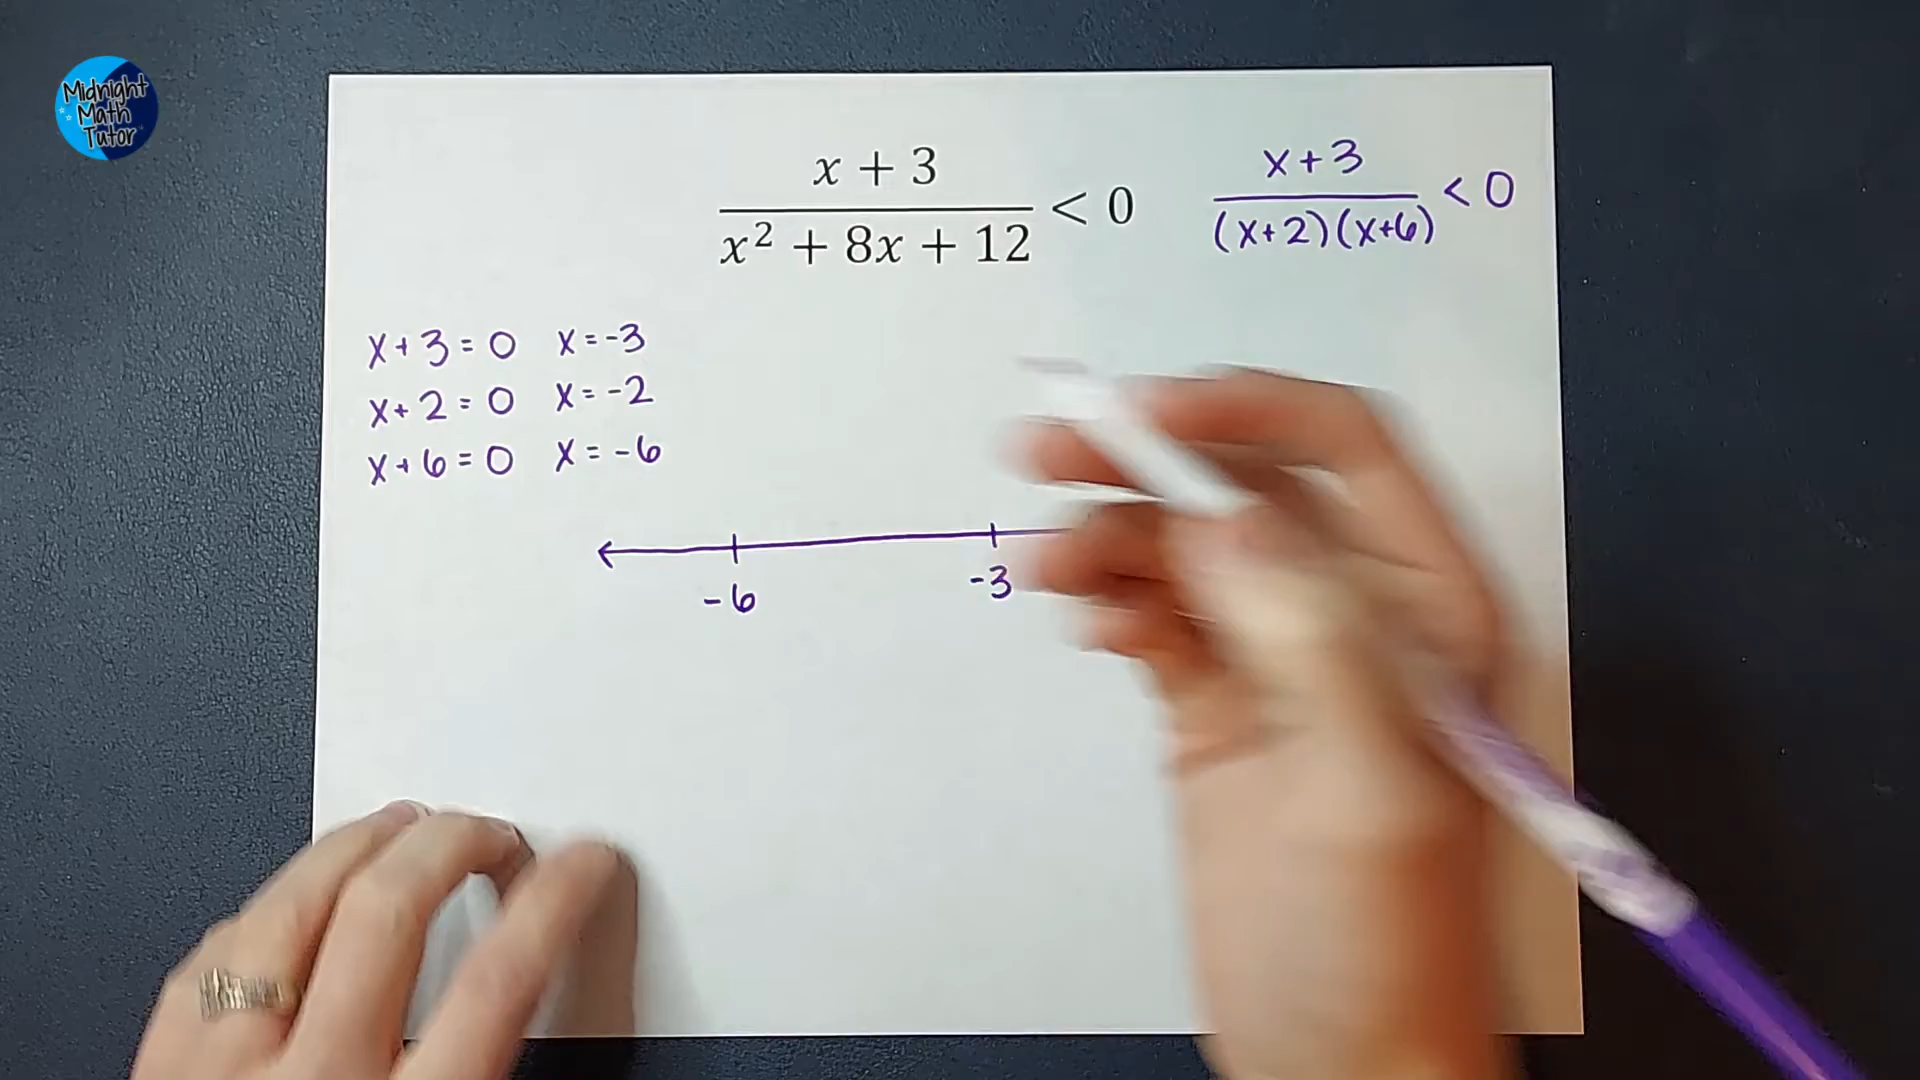 Midnight
Math
Tutor
x + 3
x² + 8x + 12
< 0
x+3
(x+2)(x+6)
< 0
x+3=0 x=-3
x+2=0 x=-2
x+6=0 x=-6
-6 -3